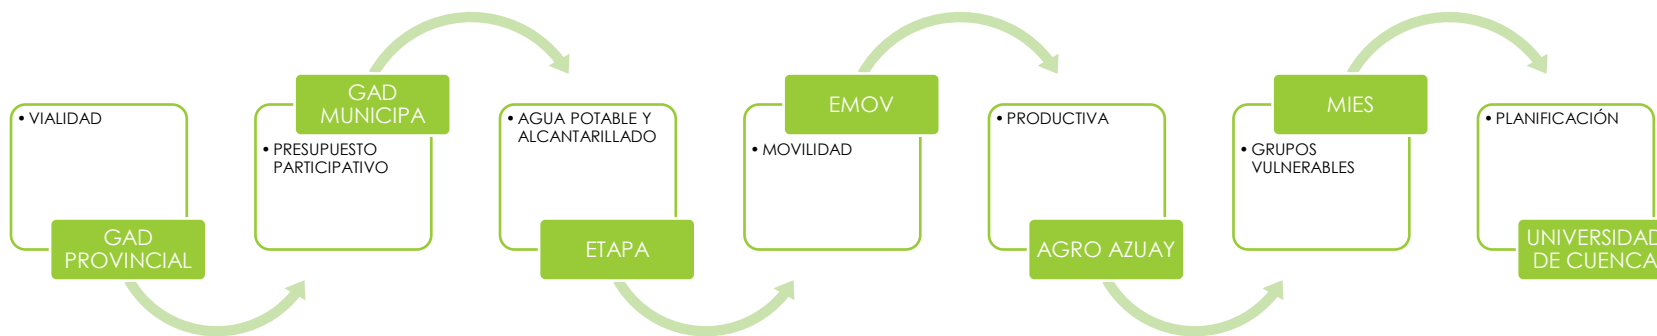 • VIALIDAD
GAD
PROVINCIAL
GAD
MUNICIPA
• PRESUPUESTO
PARTICIPATIVO
• AGUA POTABLE Y
ALCANTARILLADO
ETAPA
EMOV
• MOVILIDAD
• PRODUCTIVA
AGRO AZUAY
MIES
• GRUPOS
VULNERABLES
• PLANIFICACIÓN
UNIVERSIDAD
DE CUENCA